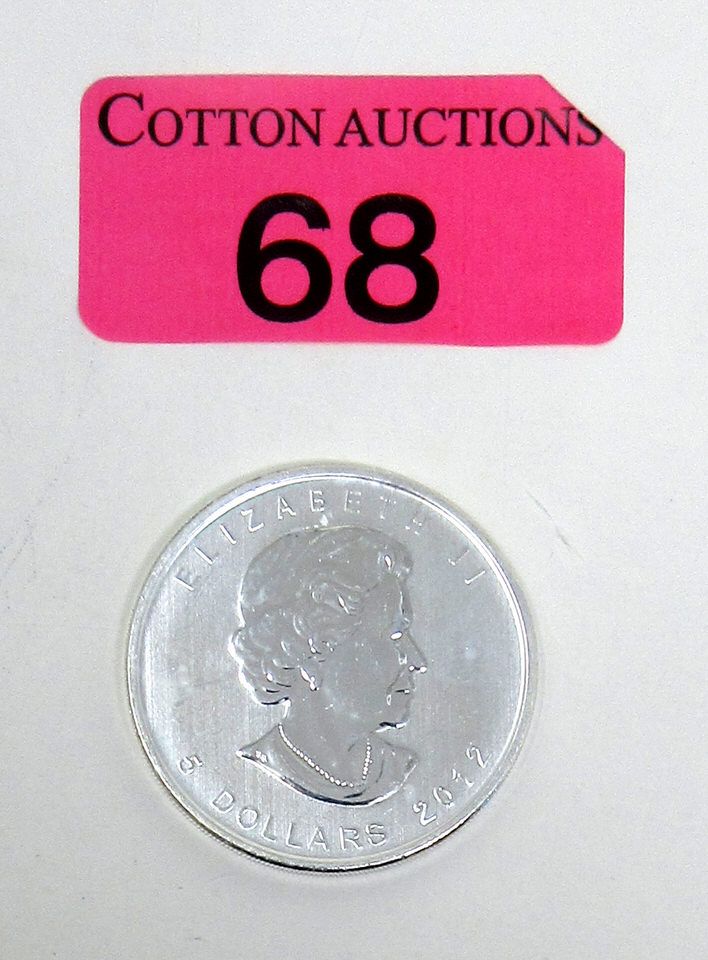 COTTON AUCTIONS
68
ELIZABETH II
5 DOLLARS 2012